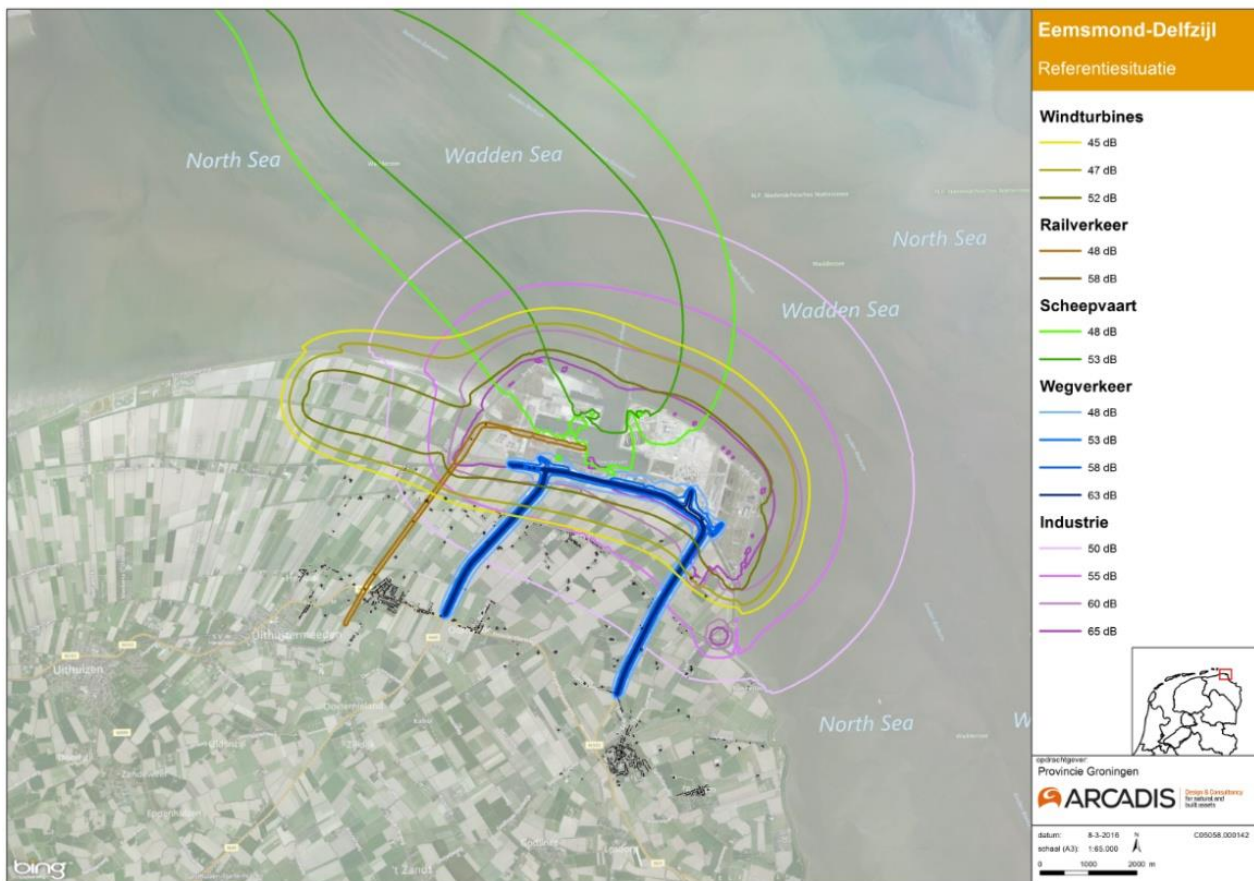 Eemsmond-Delfzijl
Referentiesituatie
Windturbines
45 dB
47 dB
52 dB
Railverkeer
48 dB
58 dB
Scheepvaart
48 dB
53 dB
Wegverkeer
48 dB
53 dB
58 dB
63 dB
Industrie
50 dB
55 dB
60 dB
65 dB
opdrachtgever:
Provincie Groningen
ARCADIS
Design & Consultancy
for natural and
built assets
datum: 8-3-2016 N C05058.000142
schaal (A3): 1:65.000
0 1000 2000 m
North Sea
Wadden Sea
North Sea
Wadden Sea
Uithuizermeeden
Uithuizen
Oosternieland
Zandeweer
North Sea
W
't Zandt
bing